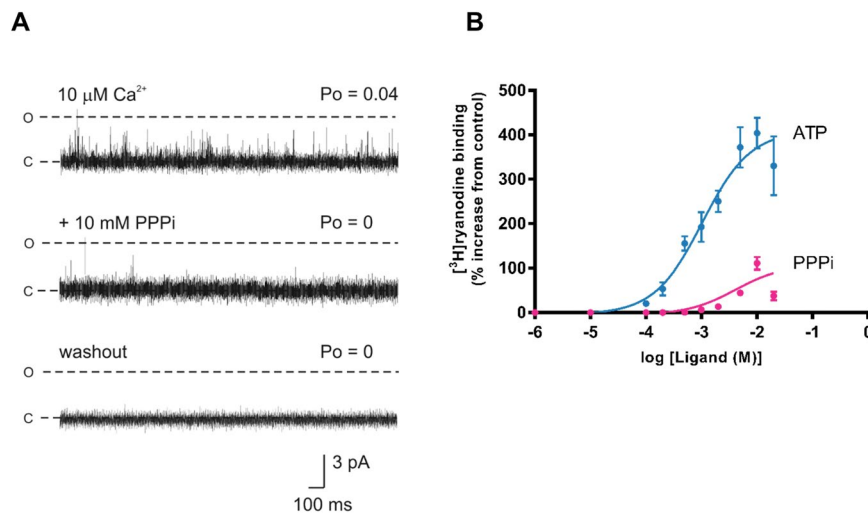 A
10 μM Ca²⁺ Po = 0.04
O
C
+ 10 mM PPPi Po = 0
O
C
washout Po = 0
O
C
3 pA
100 ms
B
[³H]ryanodine binding
(% increase from control)
500
400
300
200
100
0
ATP
PPPi
-6 -5 -4 -3 -2 -1 0
log [Ligand (M)]